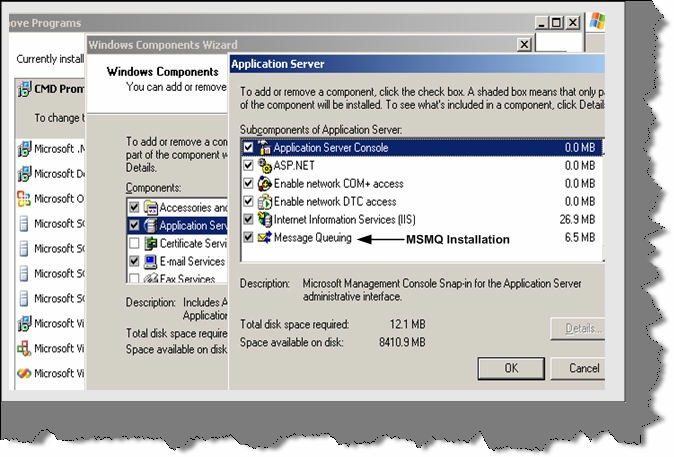 ove Programs
Currently install
CMD Prom
To change t
Microsoft .N
Microsoft D
Microsoft O
Microsoft SC
Microsoft SC
Microsoft SC
Microsoft SC
Microsoft Vi
Microsoft Vi
Microsoft Vi
Windows Components Wizard
Windows Components
You can add or remove
To add or remove a con
part of the component w
Details.
Components:
Accessories and
Application Serv
Certificate Servi
E-mail Services
Fax Services
Description: Includes A
Application
Total disk space require
Space available on disk
Application Server
To add or remove a component, click the check box. A shaded box means that only pa
of the component will be installed. To see what's included in a component, click Detail
Subcomponents of Application Server:
Application Server Console 0.0 MB
ASP.NET 0.0 MB
Enable network COM+ access 0.0 MB
Enable network DTC access 0.0 MB
Internet Information Services (IIS) 26.9 MB
Message Queuing MSMQ Installation 6.5 MB
Description: Microsoft Management Console Snap-in for the Application Server
administrative interface.
Total disk space required: 12.1 MB
Space available on disk: 8410.9 MB
Details...
OK Cancel